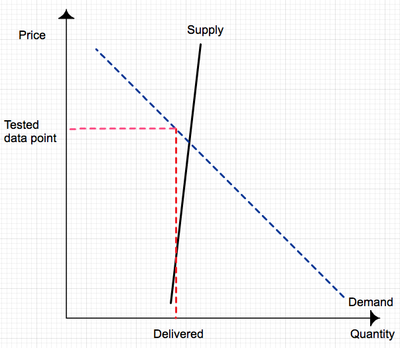 Supply
Price
Tested
data point
Demand
Delivered
Quantity